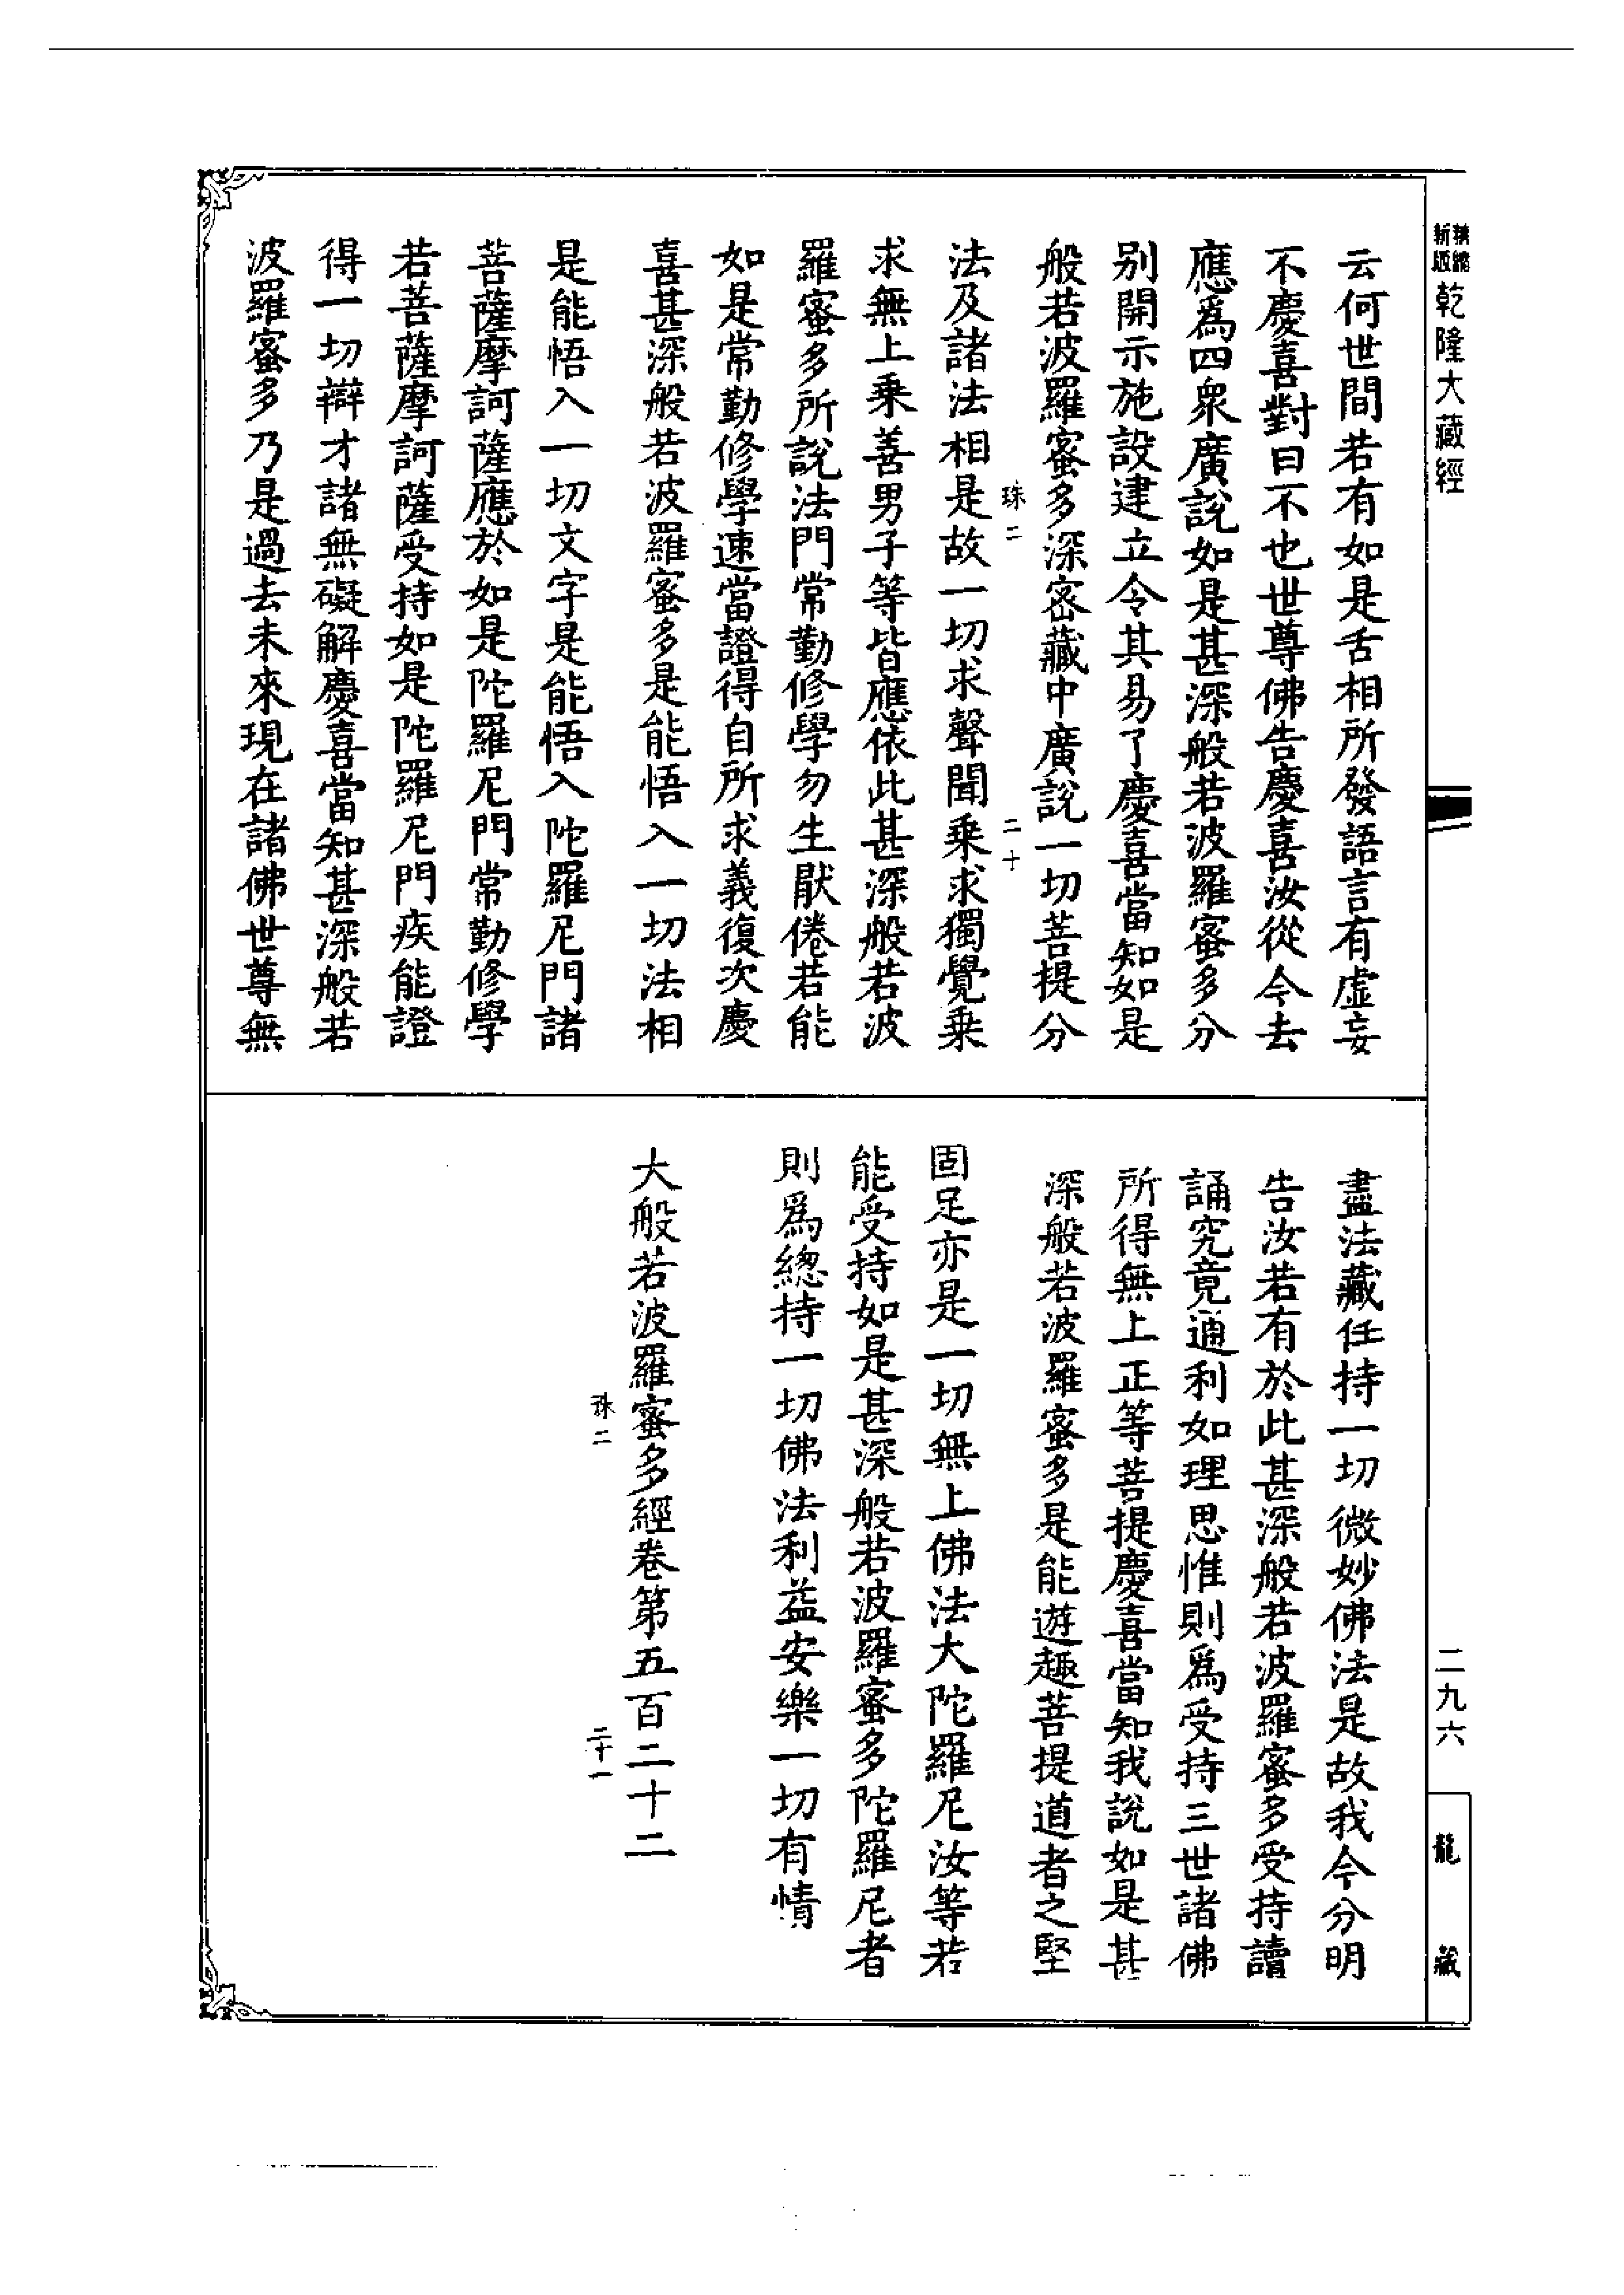 新版精縮乾隆大藏經
云何世間若有如是舌相所發語言有虛妄
不慶喜對曰不也世尊佛告慶喜汝從今去
應爲四衆廣說如是甚深般若波羅蜜多分
別開示施設建立令其易了慶喜當知如是
般若波羅蜜多深密藏中廣說一切菩提分
珠二 二十
法及諸法相是故一切求聲聞乗求獨覺乗
求無上乗善男子等皆應依此甚深般若波
羅蜜多所說法門常勤修學勿生厭倦若能
如是常勤修學速當證得自所求義復次慶
喜甚深般若波羅蜜多是能悟入一切法相
是能悟入一切文字是能悟入陀羅尼門諸
菩薩摩訶薩應於如是陀羅尼門常勤修學
若菩薩摩訶薩受持如是陀羅尼門疾能證
得一切辯才諸無礙解慶喜當知甚深般若
波羅蜜多乃是過去未來現在諸佛世尊無
盡法藏任持一切微妙佛法是故我今分明
告汝若有於此甚深般若波羅蜜多受持讀
誦究竟通利如理思惟則爲受持三世諸佛
所得無上正等菩提慶喜當知我說如是甚
深般若波羅蜜多是能遊趣菩提道者之堅
固足亦是一切無上佛法大陀羅尼汝等若
能受持如是甚深般若波羅蜜多陀羅尼者
則爲總持一切佛法利益安樂一切有情
大般若波羅蜜多經卷第五百二十二
珠二 二十一
二九六
龍藏